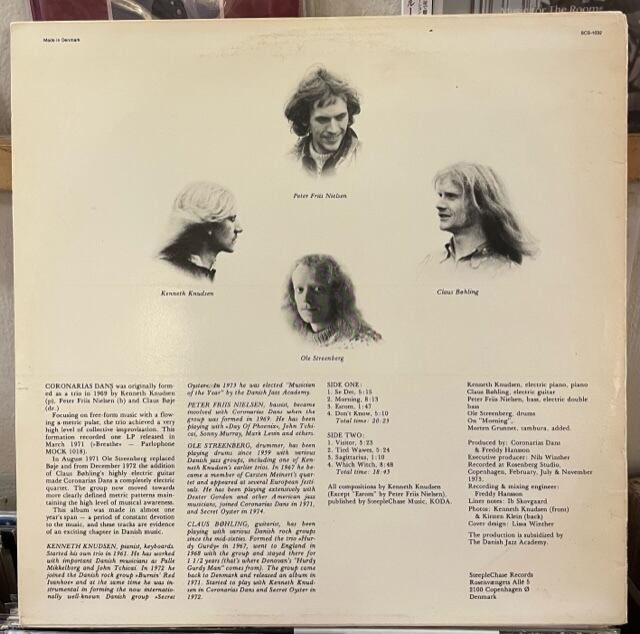 for The Rooms
Made in Denmark
SCS-1032
Peter Friis Nielsen
Kenneth Knudsen
Claus Bøhling
Ole Streenberg
CORONARIAS DANS was originally form-
ed as a trio in 1969 by Kenneth Knudsen
(p), Peter Friis Nielsen (b) and Claus Bøje
(dr.)
Focusing on free-form music with a flow-
ing a-metric pulse, the trio achieved a very
high level of collective improvisation. This
formation recorded one LP released in
March 1971 (»Breathe« — Parlophone
MOCK 1018).
In August 1971 Ole Streenberg replaced
Bøje and from December 1972 the addition
of Claus Bøhling's highly electric guitar
made Coronarias Dans a completely electric
quartet. The group now moved towards
more clearly defined metric patterns main-
taining the high level of musical awareness.
This album was made in almost one
year's span — a period of constant devotion
to the music, and these tracks are evidence
of an exciting chapter in Danish music.
KENNETH KNUDSEN, pianist, keyboards.
Started his own trio in 1961. He has worked
with important Danish musicians as Palle
Mikkelborg and John Tchicai. In 1972 he
joined the Danish rock group »Burnin' Red
Ivanhoe« and at the same time he was in-
strumental in forming the now internatio-
nally well-known Danish group »Secret
Oyster«. In 1973 he was elected "Musician
of the Year" by the Danish Jazz Academy.
PETER FRIIS NIELSEN, bassist, became
involved with Coronarias Dans when the
group was formed in 1969. He has been
playing with »Day Of Phoenix«, John Tchi-
cai, Sonny Murray, Mark Levin and others.
OLE STREENBERG, drummer, has been
playing drums since 1959 with various
Danish jazz groups, including one of Ken-
neth Knudsen's earlier trios. In 1967 he be-
came a member of Carsten Meinert's quar-
tet and appeared at several European festi-
vals. He has been playing extensively with
Dexter Gordon and other American jazz
musicians, joined Coronarias Dans in 1971,
and Secret Oyster in 1974.
CLAUS BØHLING, guitarist, has been
playing with various Danish rock groups
since the mid-sixties. Formed the trio »Hur-
dy Gurdy« in 1967, went to England in
1968 with the group and stayed there for
1 1/2 years (that's where Donovan's "Hurdy
Gurdy Man" comes from). The group came
back to Denmark and released an album in
1971. Started to play with Kenneth Knud-
sen in Coronarias Dans and Secret Oyster in
1972.
SIDE ONE:
1. Se Det, 5:15
2. Morning, 8:13
3. Earom, 1:47
4. Don't Know, 5:10
Total time: 20:23
SIDE TWO:
1. Visitor, 3:23
2. Tied Wawes, 5:24
3. Sagittarius, 1:10
4. Which Witch, 8:48
Total time: 18:45
All compositions by Kenneth Knudsen
(Except "Earom" by Peter Friis Nielsen),
published by SteepleChase Music, KODA.
Kenneth Knudsen, electric piano, piano
Claus Bøhling, electric guitar
Peter Friis Nielsen, bass, electric double
bass
Ole Streenberg, drums
On "Morning",
Morten Grunnet, tambura, added.
Produced by: Coronarias Dans
& Freddy Hansson
Executive producer: Nils Winther
Recorded at Rosenberg Studio,
Copenhagen, February, July & November
1973.
Recording & mixing engineer:
Freddy Hansson
Liner notes: Ib Skovgaard
Photos: Kenneth Knudsen (front)
& Kirsten Klein (back)
Cover design: Lissa Winther
The production is subsidized by
The Danish Jazz Academy.
SteepleChase Records
Rosenvængets Alle 5
2100 Copenhagen Ø
Denmark